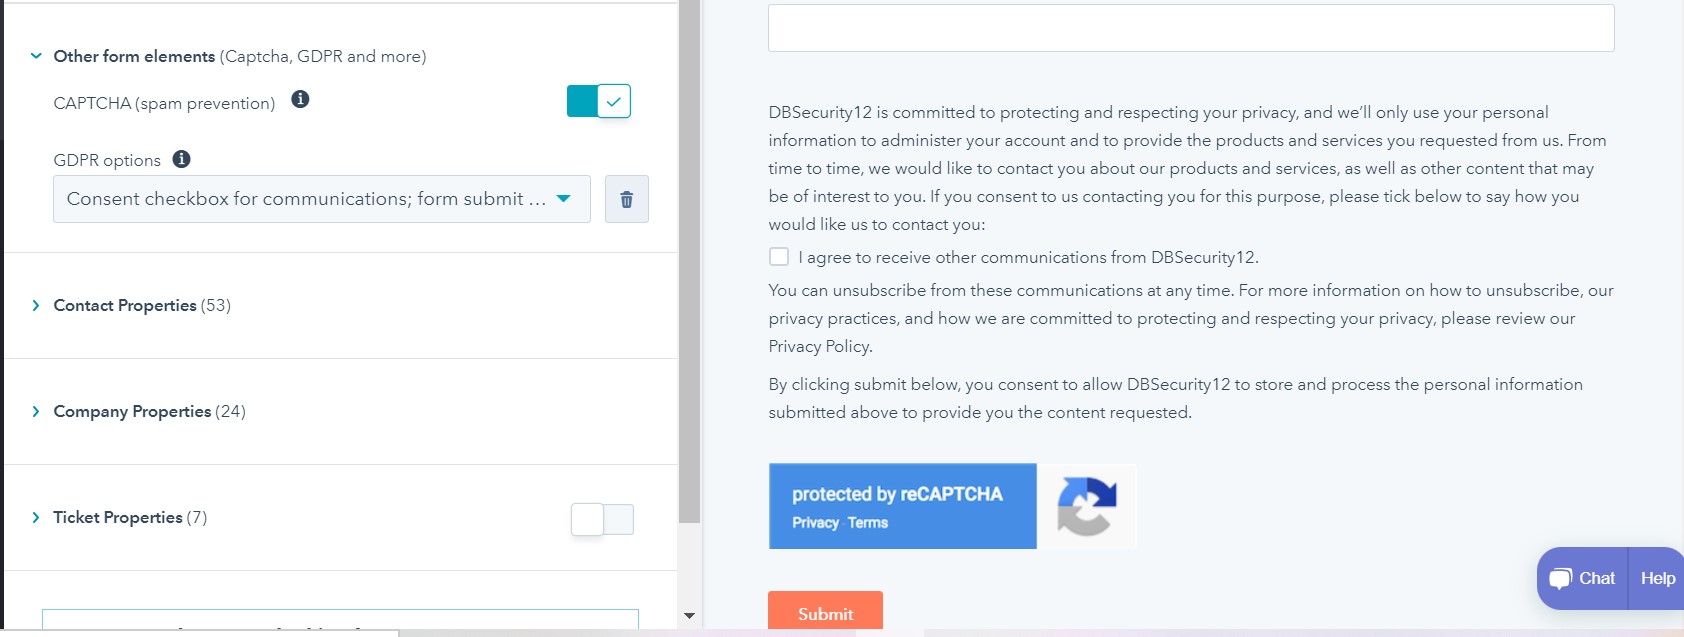 Other form elements (Captcha, GDPR and more)
CAPTCHA (spam prevention)
GDPR options
Consent checkbox for communications; form submit ...
Contact Properties (53)
Company Properties (24)
Ticket Properties (7)
DBSecurity12 is committed to protecting and respecting your privacy, and we’ll only use your personal
information to administer your account and to provide the products and services you requested from us. From
time to time, we would like to contact you about our products and services, as well as other content that may
be of interest to you. If you consent to us contacting you for this purpose, please tick below to say how you
would like us to contact you:
I agree to receive other communications from DBSecurity12.
You can unsubscribe from these communications at any time. For more information on how to unsubscribe, our
privacy practices, and how we are committed to protecting and respecting your privacy, please review our
Privacy Policy.
By clicking submit below, you consent to allow DBSecurity12 to store and process the personal information
submitted above to provide you the content requested.
protected by reCAPTCHA
Privacy - Terms
Submit
Chat
Help